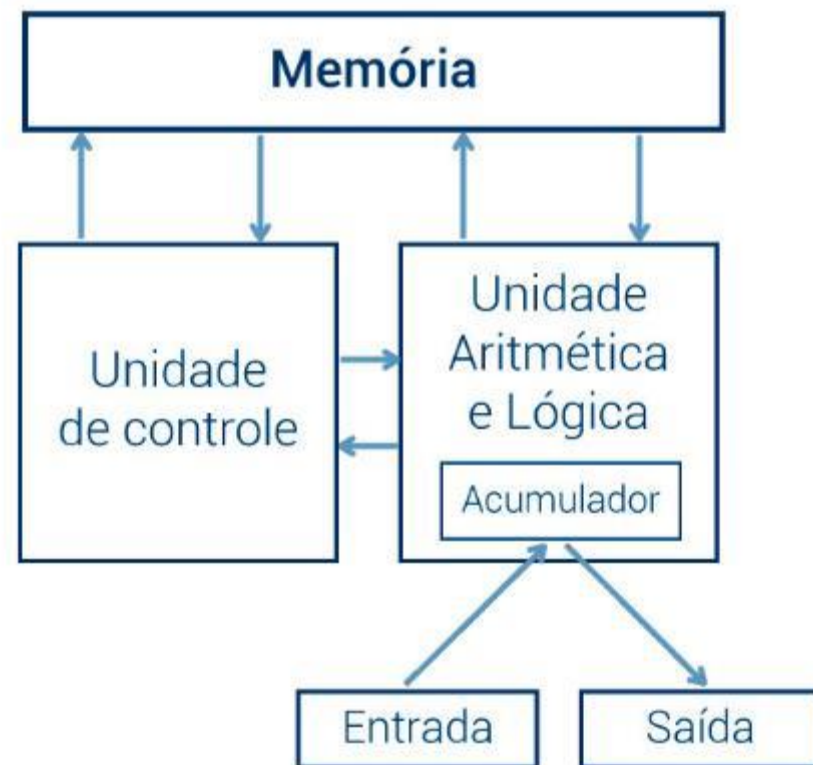 Memória
Unidade
de controle
Unidade
Aritmética
e Lógica
Acumulador
Entrada
Saída